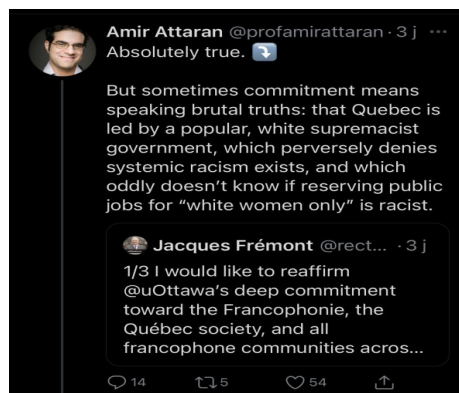 Amir Attaran @profamirattaran · 3 j ...
Absolutely true. ⤵️
But sometimes commitment means
speaking brutal truths: that Quebec is
led by a popular, white supremacist
government, which perversely denies
systemic racism exists, and which
oddly doesn't know if reserving public
jobs for “white women only” is racist.
Jacques Frémont @rect... · 3 j
1/3 I would like to reaffirm
@uOttawa's deep commitment
toward the Francophonie, the
Québec society, and all
francophone communities acros...
14 5 54